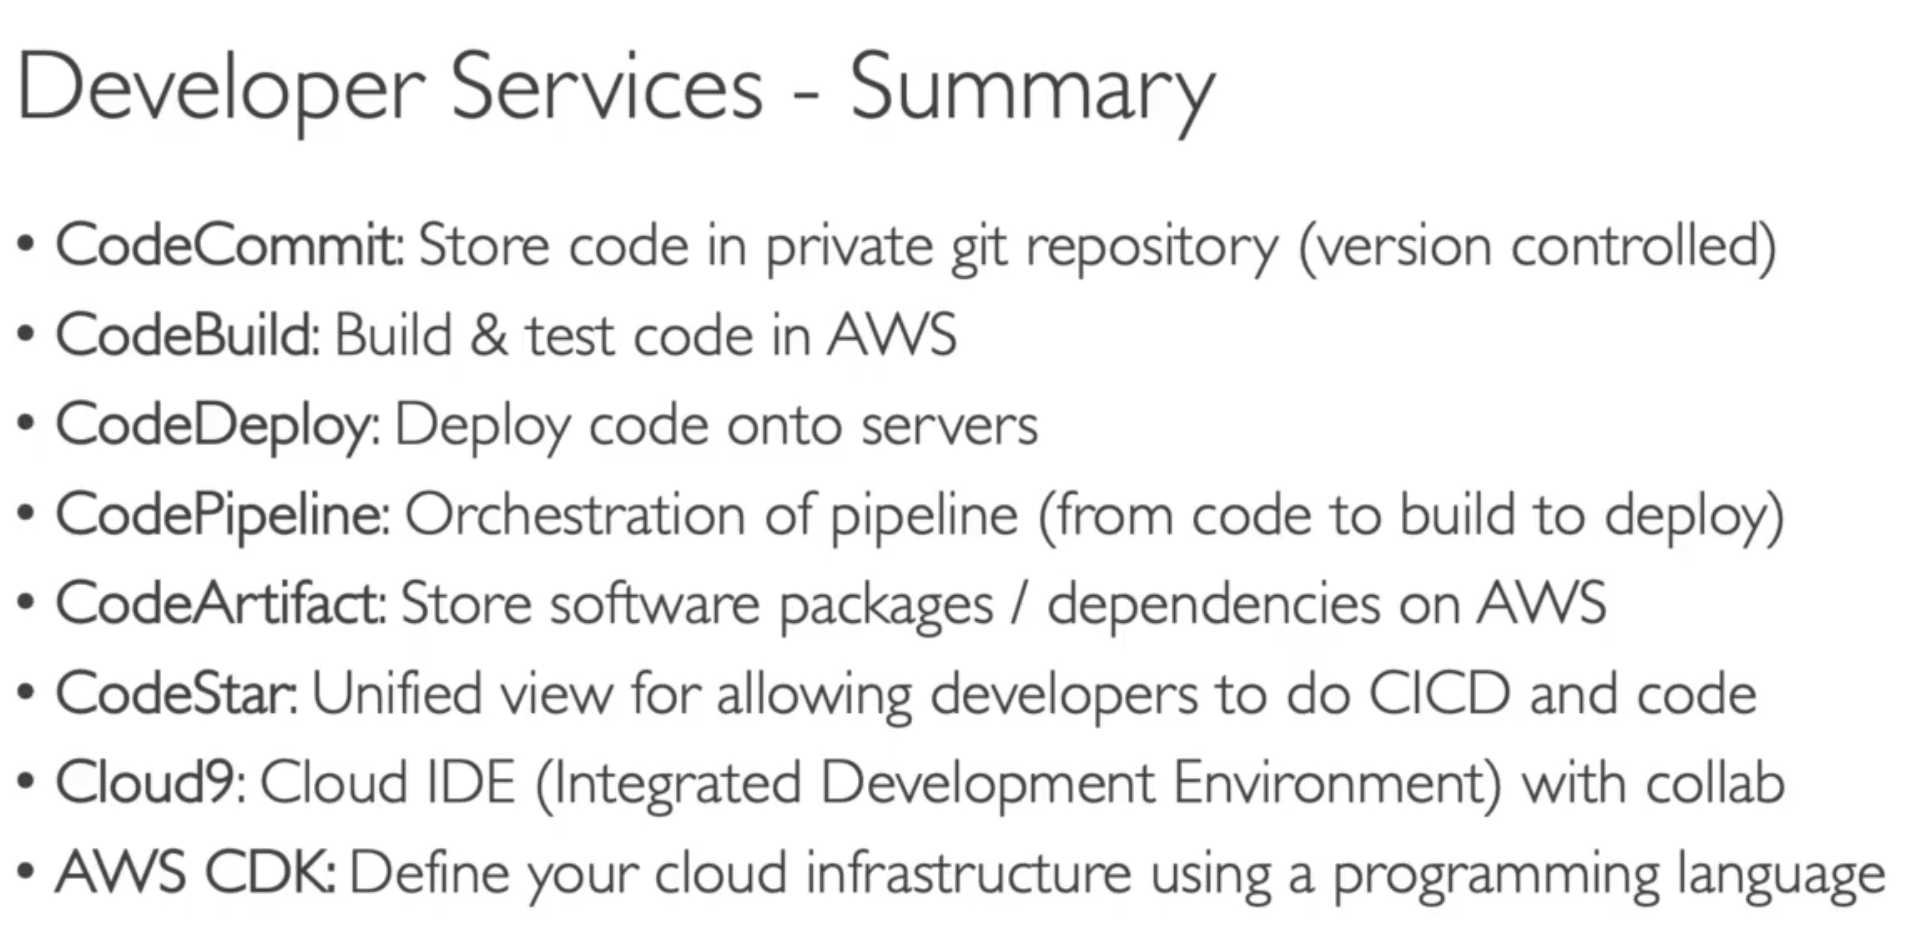 Developer Services - Summary
• CodeCommit: Store code in private git repository (version controlled)
• CodeBuild: Build & test code in AWS
• CodeDeploy: Deploy code onto servers
• CodePipeline: Orchestration of pipeline (from code to build to deploy)
• CodeArtifact: Store software packages / dependencies on AWS
• CodeStar: Unified view for allowing developers to do CICD and code
• Cloud9: Cloud IDE (Integrated Development Environment) with collab
• AWS CDK: Define your cloud infrastructure using a programming language